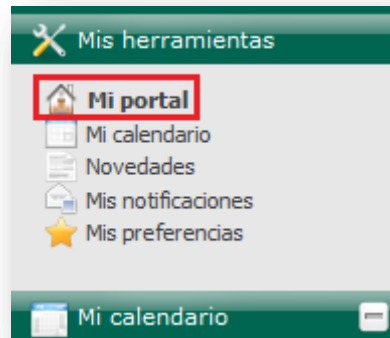 Mis herramientas
Mi portal
Mi calendario
Novedades
Mis notificaciones
Mis preferencias
Mi calendario